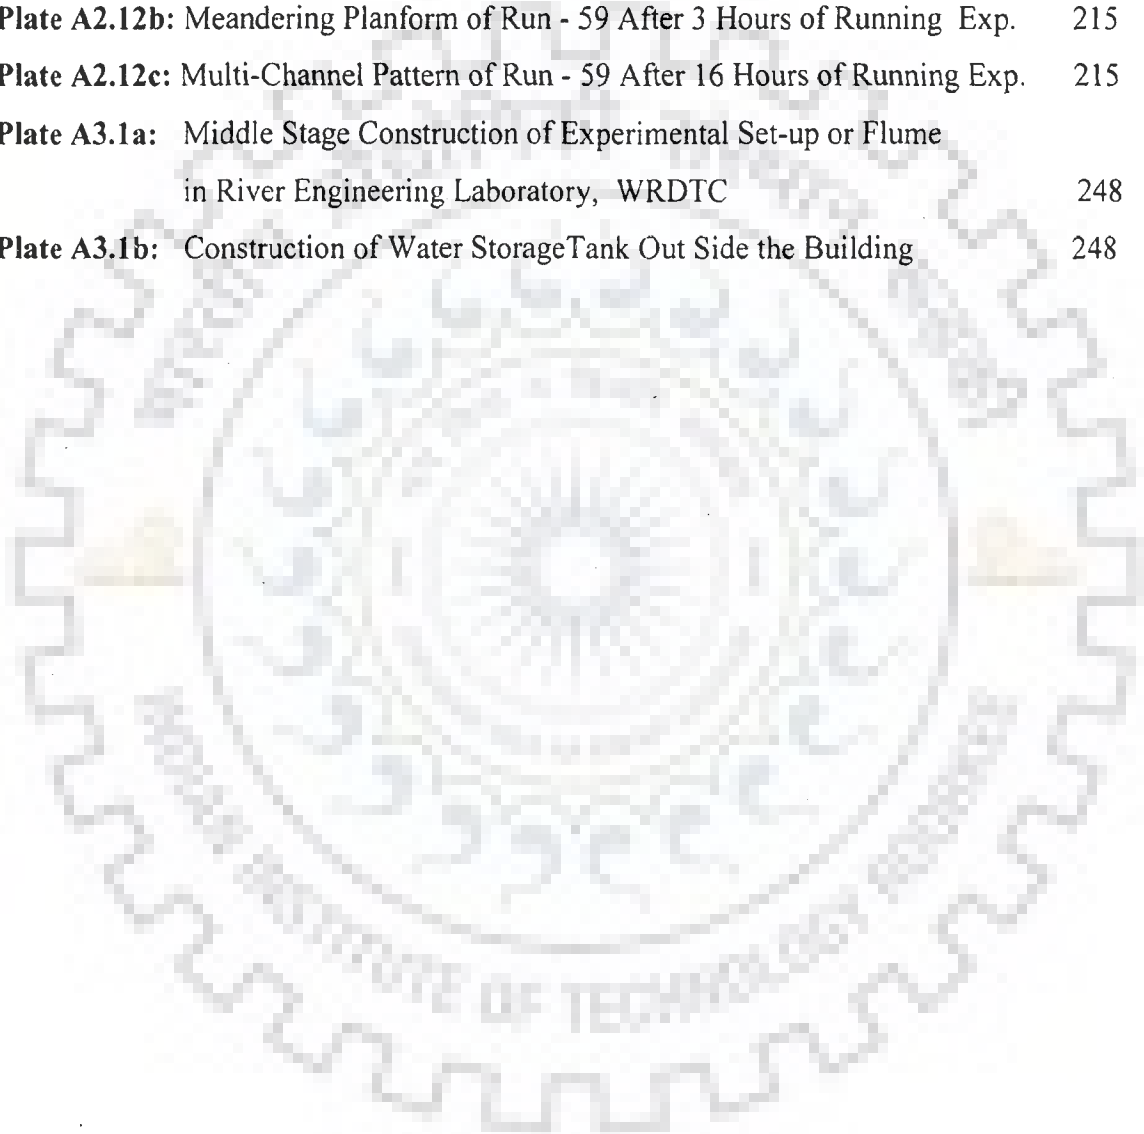 Plate A2.12b: Meandering Planform of Run - 59 After 3 Hours of Running Exp. 215
Plate A2.12c: Multi-Channel Pattern of Run - 59 After 16 Hours of Running Exp. 215
Plate A3.1a: Middle Stage Construction of Experimental Set-up or Flume
in River Engineering Laboratory, WRDTC 248
Plate A3.1b: Construction of Water StorageTank Out Side the Building 248
INSTITUTE OF TECHNOLOGY